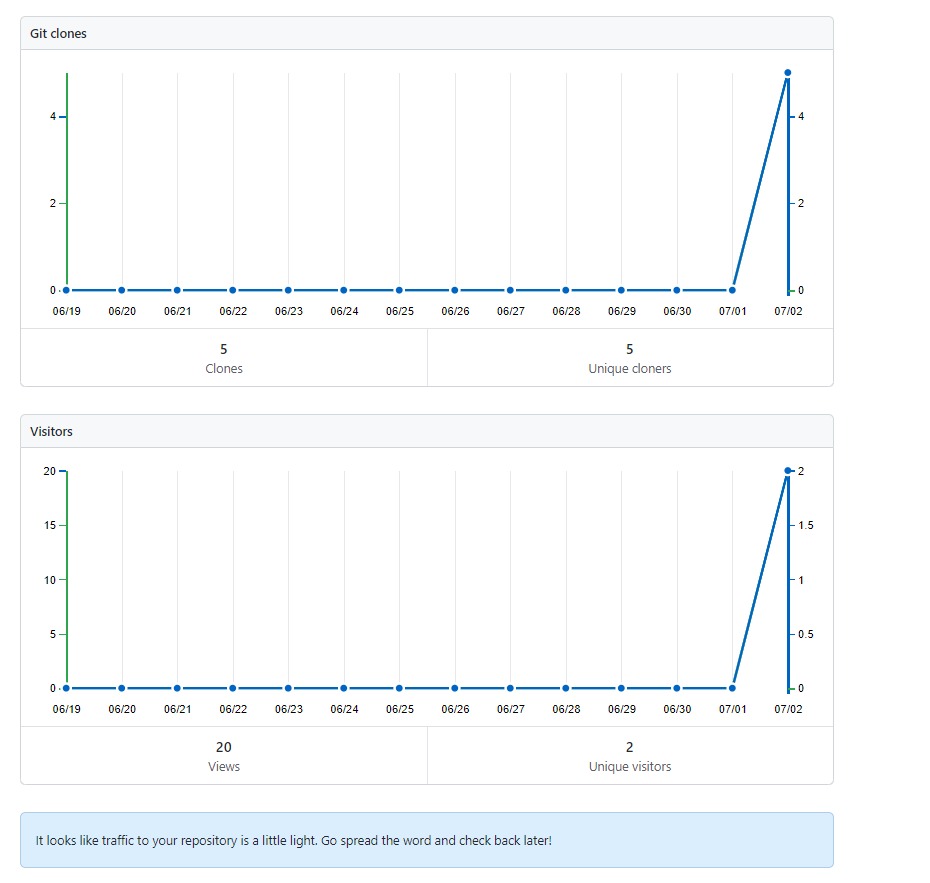 Git clones
4 4
2 2
0 0
06/19 06/20 06/21 06/22 06/23 06/24 06/25 06/26 06/27 06/28 06/29 06/30 07/01 07/02
5 5
Clones Unique cloners
Visitors
20 2
15 1.5
10 1
5 0.5
0 0
06/19 06/20 06/21 06/22 06/23 06/24 06/25 06/26 06/27 06/28 06/29 06/30 07/01 07/02
20 2
Views Unique visitors
It looks like traffic to your repository is a little light. Go spread the word and check back later!